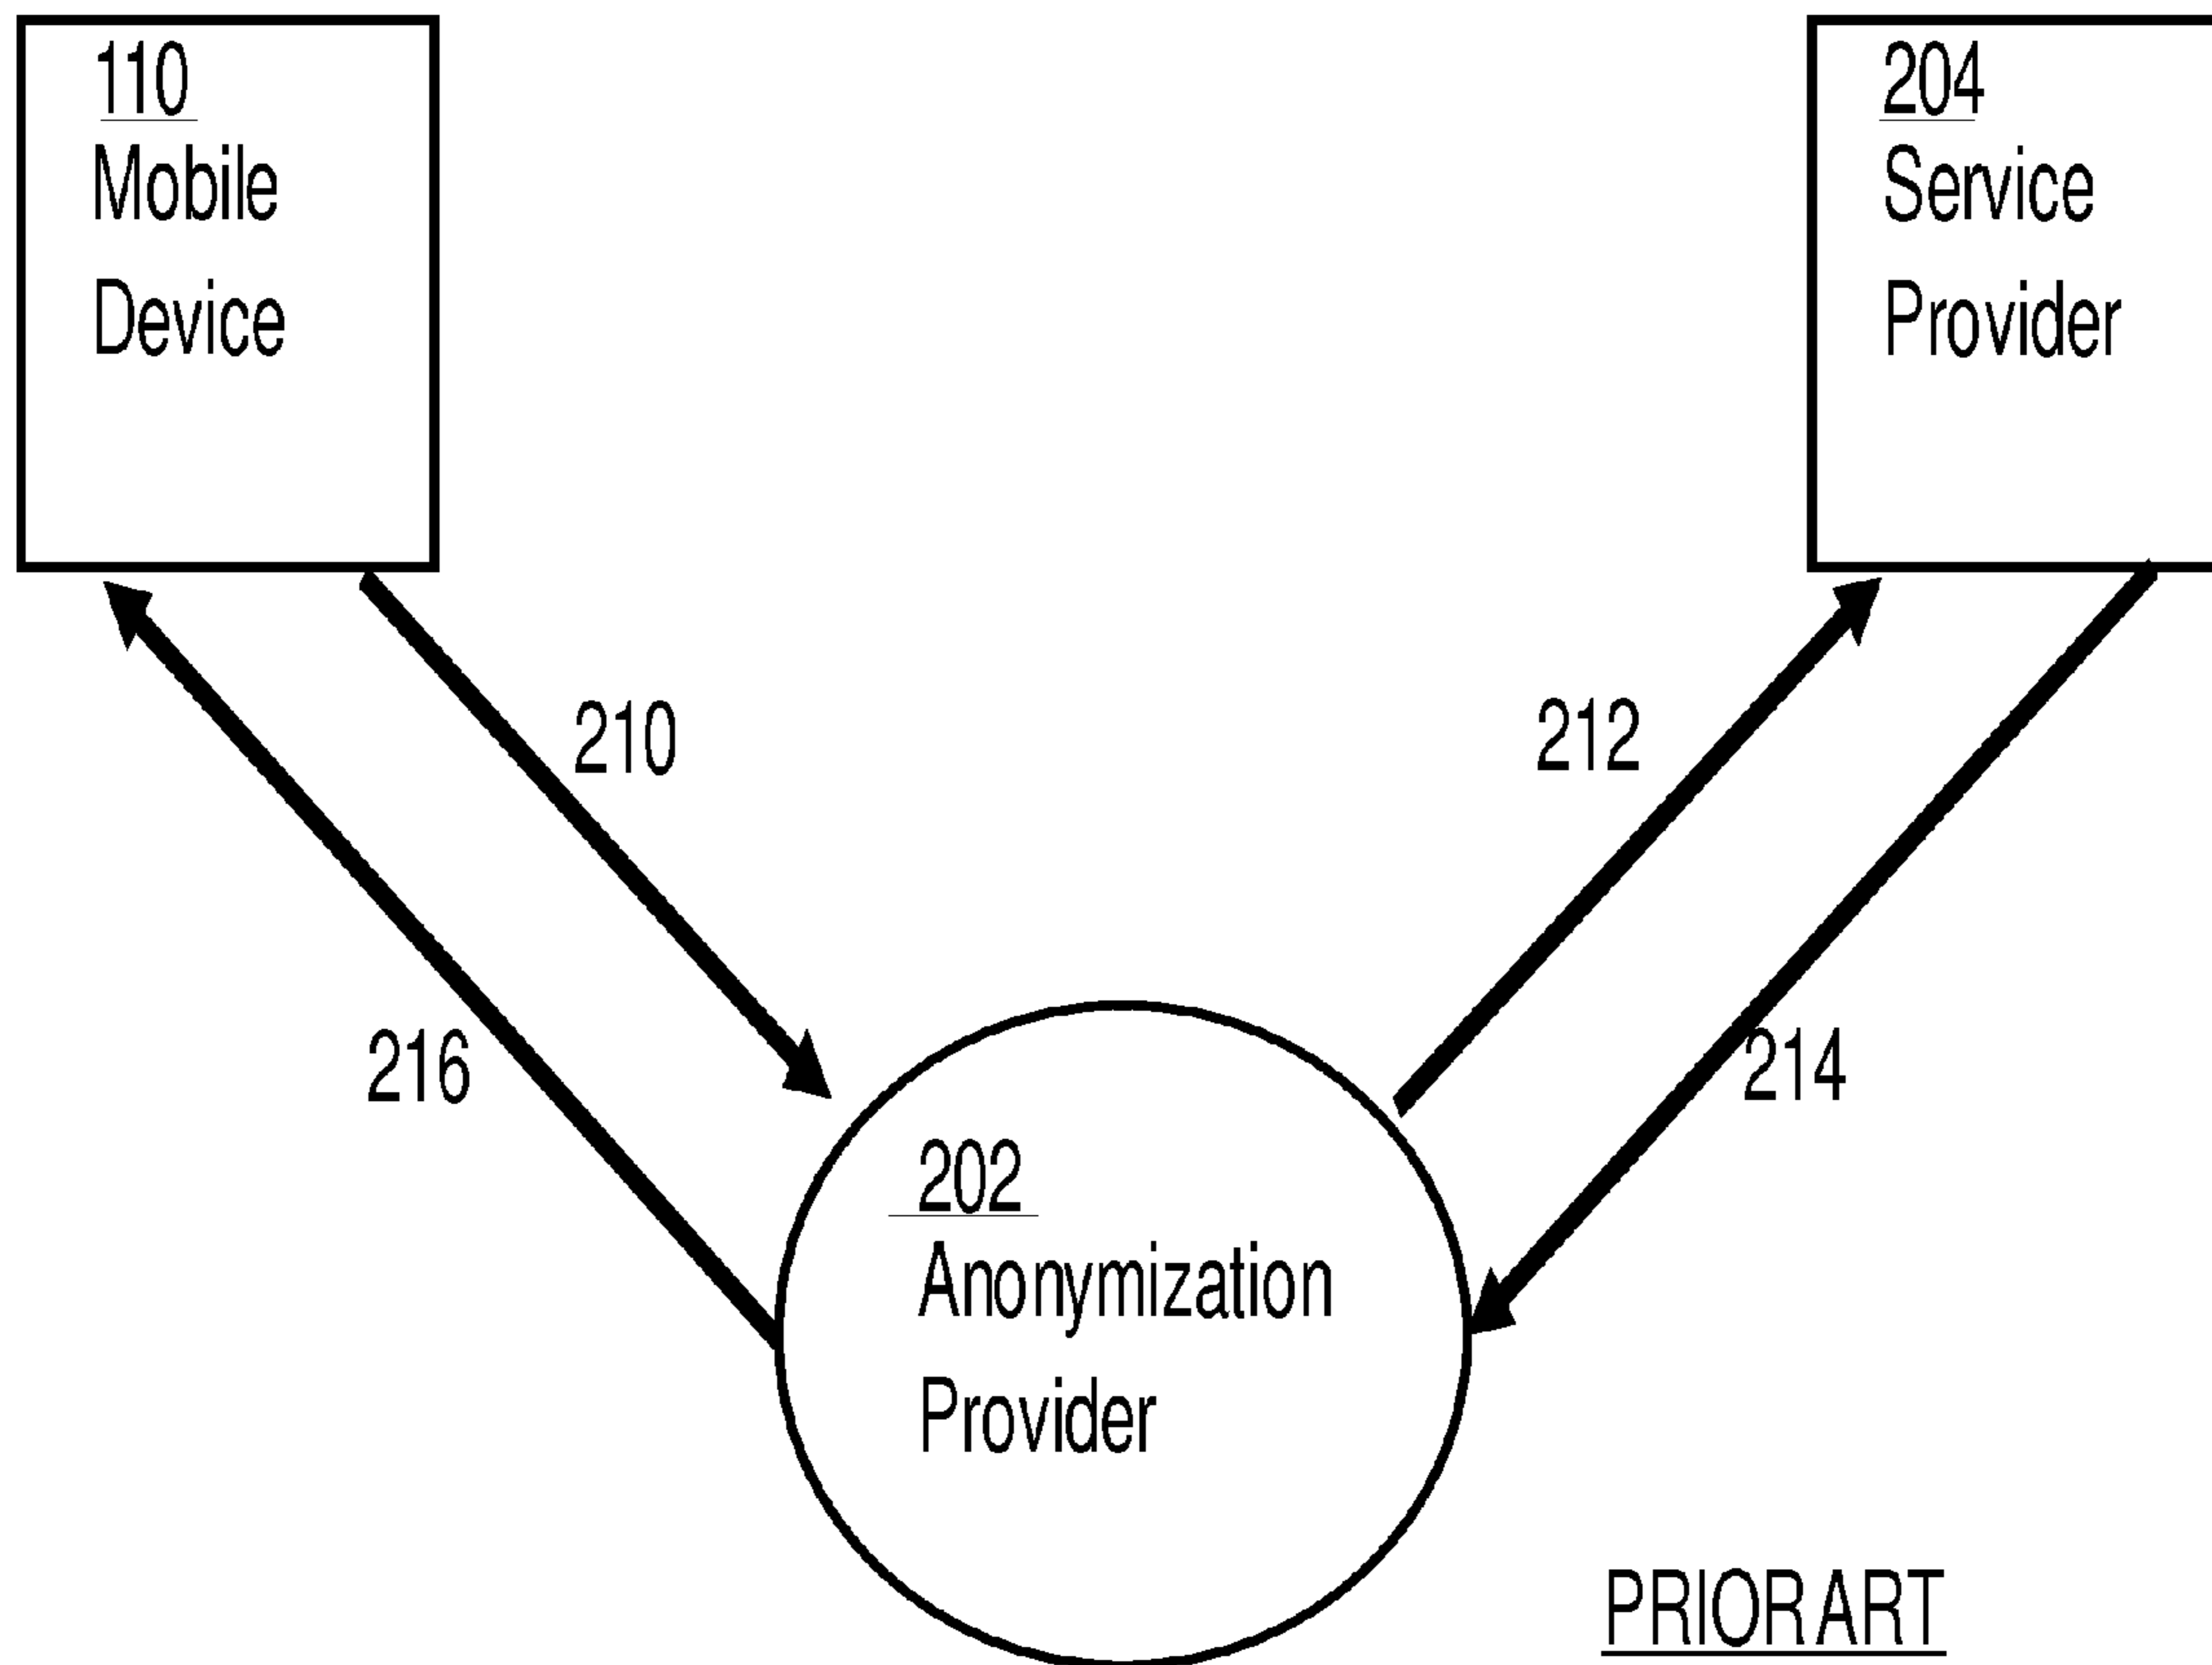 110
Mobile
Device
204
Service
Provider
210
212
216
214
202
Anonymization
Provider
PRIOR ART